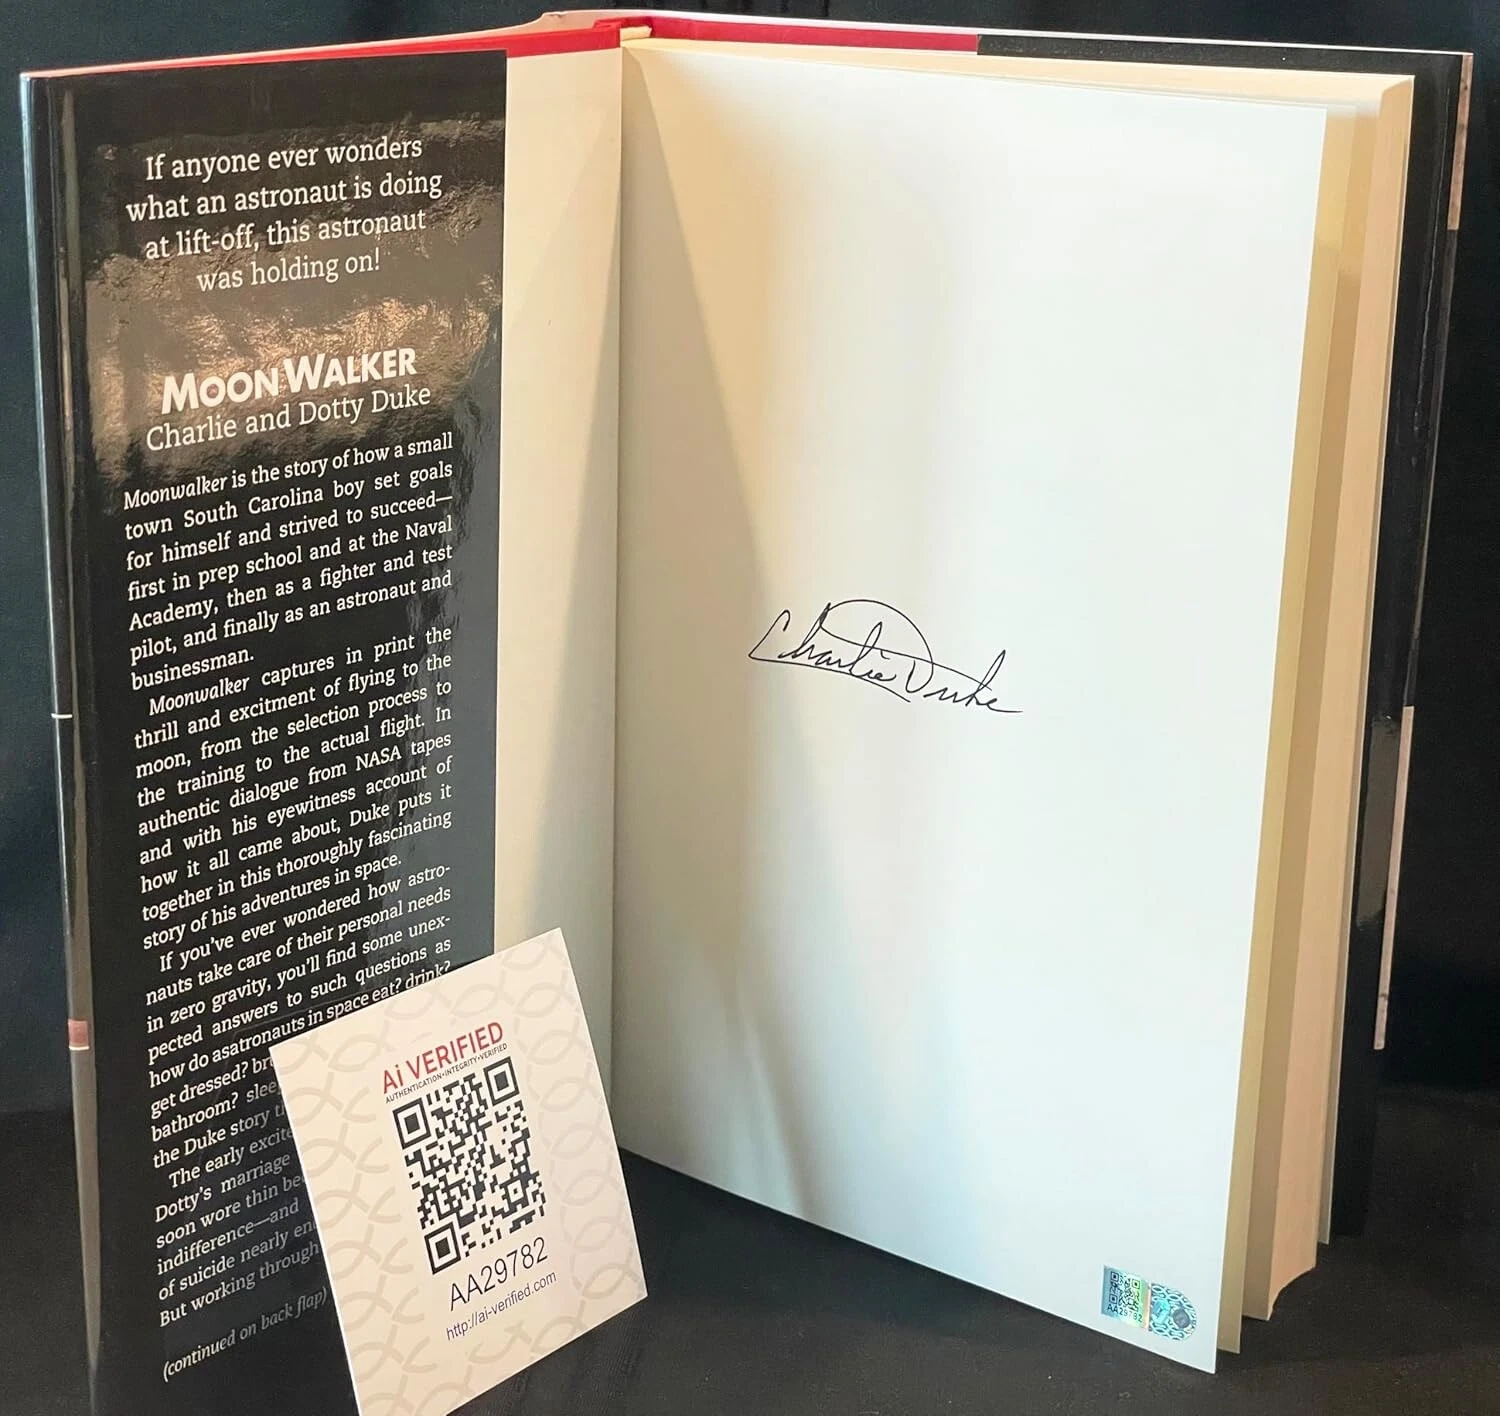 If anyone ever wonders
what an astronaut is doing
at lift-off, this astronaut
was holding on!
MOONWALKER
Charlie and Dotty Duke
Moonwalker is the story of how a small
town South Carolina boy set goals
for himself and strived to succeed—
first in prep school and at the Naval
Academy, then as a fighter and test
pilot, and finally as an astronaut and
businessman.
Moonwalker captures in print the
thrill and excitment of flying to the
moon, from the selection process to
the training to the actual flight. In
authentic dialogue from NASA tapes
and with his eyewitness account of
how it all came about, Duke puts it
together in this thoroughly fascinating
story of his adventures in space.
If you've ever wondered how astro-
nauts take care of their personal needs
in zero gravity, you'll find some unex-
pected answers to such questions as
how do asatronauts in space eat? drink?
get dressed?
bathroom?
the Duke story
The early
Dotty's marriage
soon wore thin
indifference—and
of suicide nearly
But working through
(continued on back flap)
Ai VERIFIED
AUTHENTICATION•INTEGRITY•VERIFIED
AA29782
http://ai-verified.com
Charlie Duke
AA29782